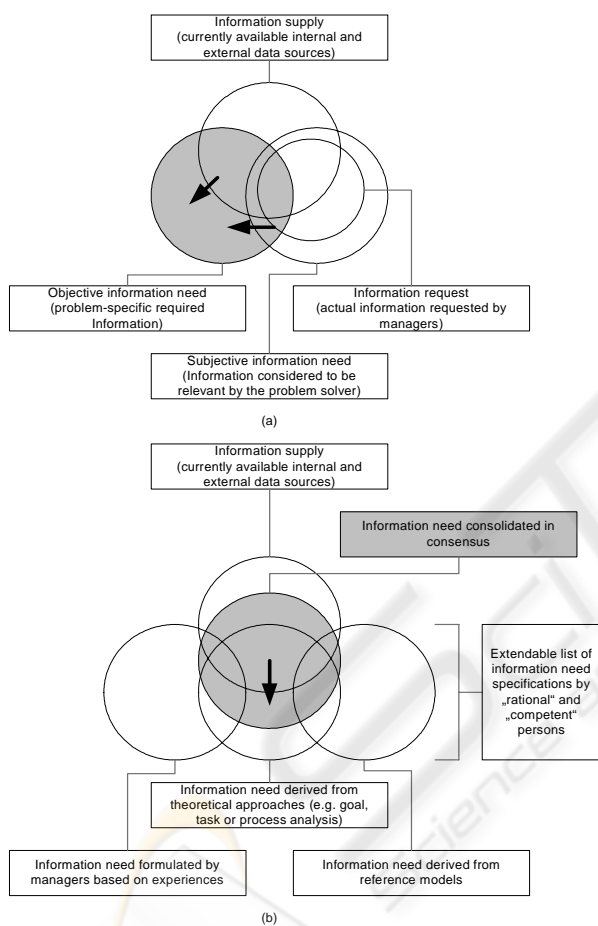 Information supply
(currently available internal and
external data sources)
Objective information need
(problem-specific required
Information)
Information request
(actual information requested by
managers)
Subjective information need
(Information considered to be
relevant by the problem solver)
(a)
Information supply
(currently available internal and
external data sources)
Information need consolidated in
consensus
Extendable list of
information need
specifications by
„rational“ and
„competent“
persons
Information need derived from
theoretical approaches (e.g. goal,
task or process analysis)
Information need formulated by
managers based on experiences
Information need derived from
reference models
(b)